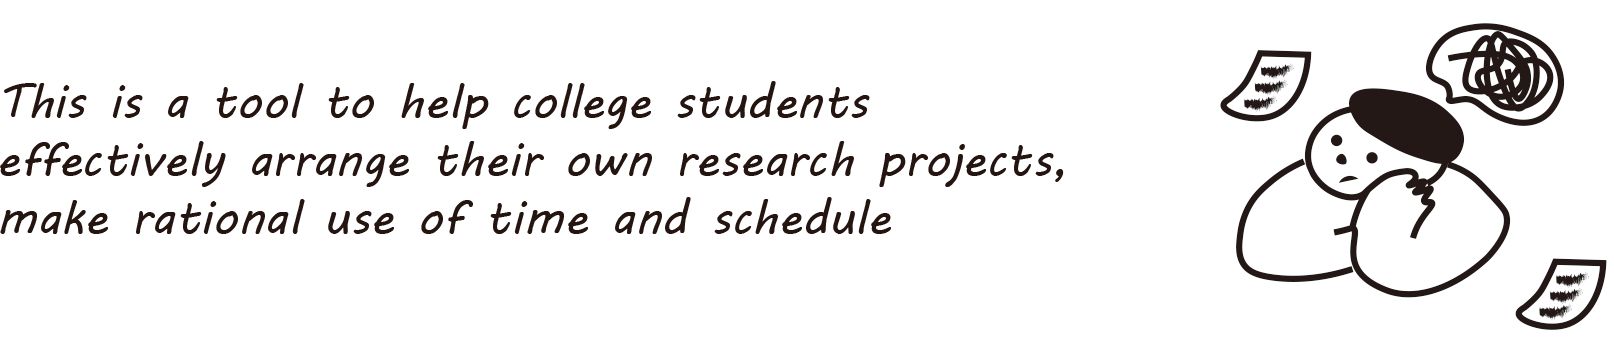 This is a tool to help college students
effectively arrange their own research projects,
make rational use of time and schedule